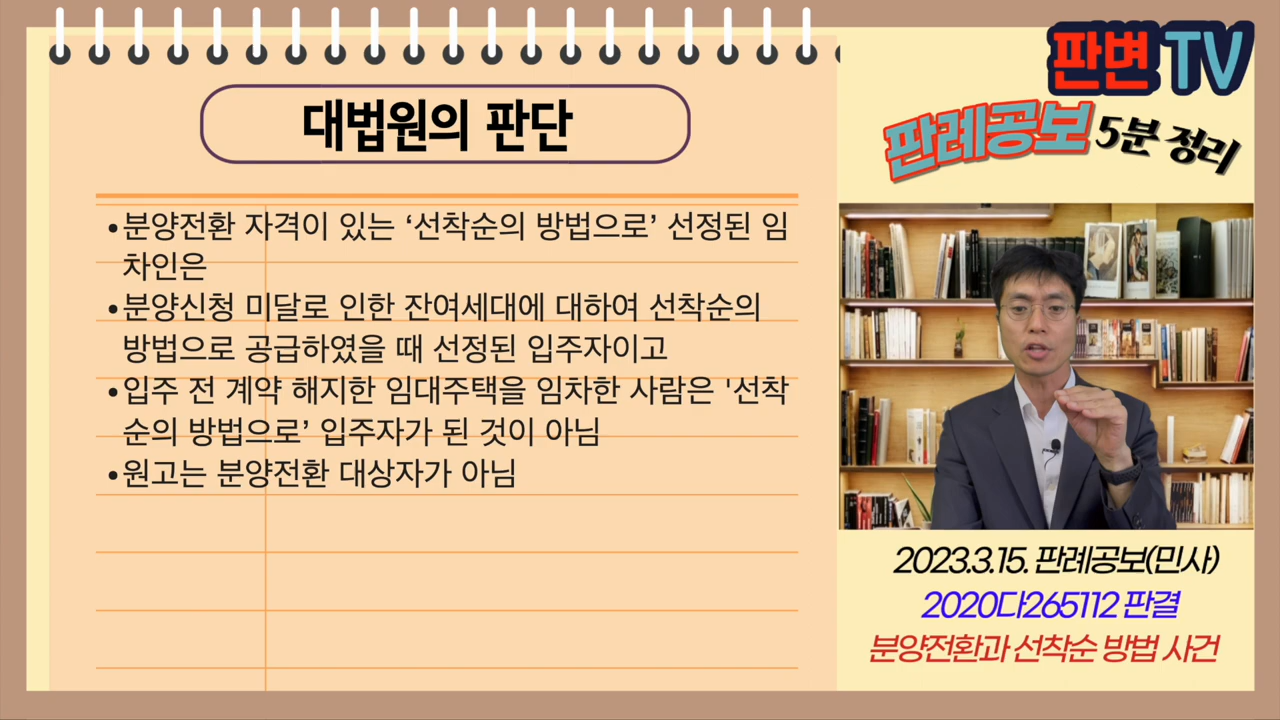 대법원의 판단
•분양전환 자격이 있는 ‘선착순의 방법으로’ 선정된 임
차인은
•분양신청 미달로 인한 잔여세대에 대하여 선착순의
방법으로 공급하였을 때 선정된 입주자이고
•입주 전 계약 해지한 임대주택을 임차한 사람은 '선착
순의 방법으로’ 입주자가 된 것이 아님
•원고는 분양전환 대상자가 아님
판변 TV
판례공보 5분 정리
2023.3.15. 판례공보(민사)
2020다265112 판결
분양전환과 선착순 방법 사건